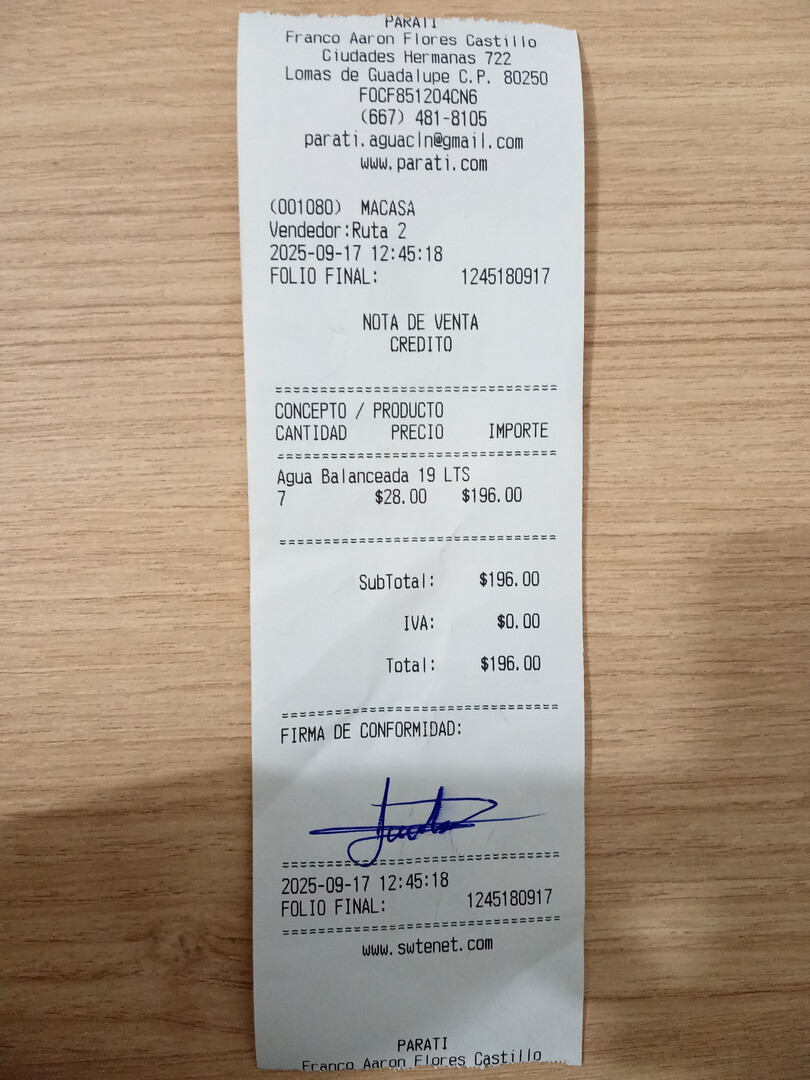 PARATI
Franco Aaron Flores Castillo
Ciudades Hermanas 722
Lomas de Guadalupe C.P. 80250
FOCF851204CN6
(667) 481-8105
parati.aguacln@gmail.com
www.parati.com
(001080) MACASA
Vendedor:Ruta 2
2025-09-17 12:45:18
FOLIO FINAL: 1245180917
NOTA DE VENTA
CREDITO
CONCEPTO / PRODUCTO
CANTIDAD PRECIO IMPORTE
Agua Balanceada 19 LTS
7 $28.00 $196.00
SubTotal: $196.00
IVA: $0.00
Total: $196.00
FIRMA DE CONFORMIDAD:
2025-09-17 12:45:18
FOLIO FINAL: 1245180917
www.swtenet.com
PARATI
Franco Aaron Flores Castillo